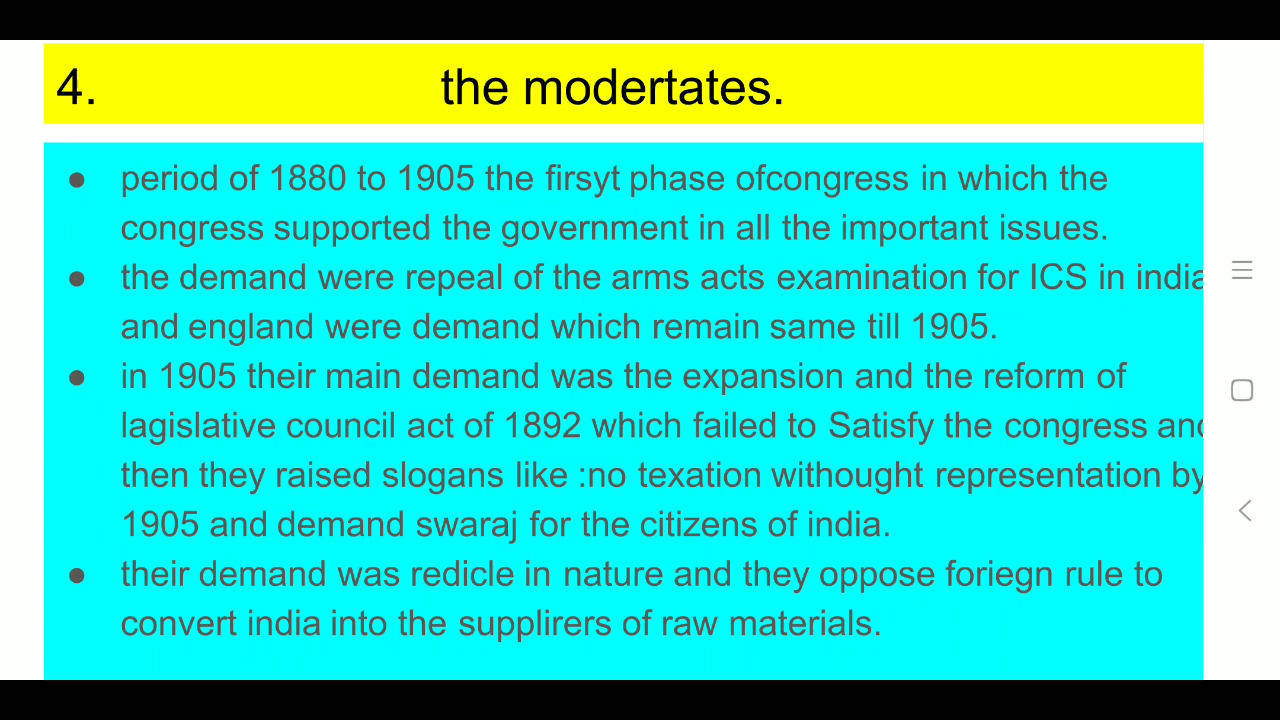 4. the modertates.
● period of 1880 to 1905 the firsyt phase ofcongress in which the
congress supported the government in all the important issues.
● the demand were repeal of the arms acts examination for ICS in india
and england were demand which remain same till 1905.
● in 1905 their main demand was the expansion and the reform of
lagislative council act of 1892 which failed to Satisfy the congress and
then they raised slogans like :no texation withought representation by
1905 and demand swaraj for the citizens of india.
● their demand was redicle in nature and they oppose foriegn rule to
convert india into the supplirers of raw materials.